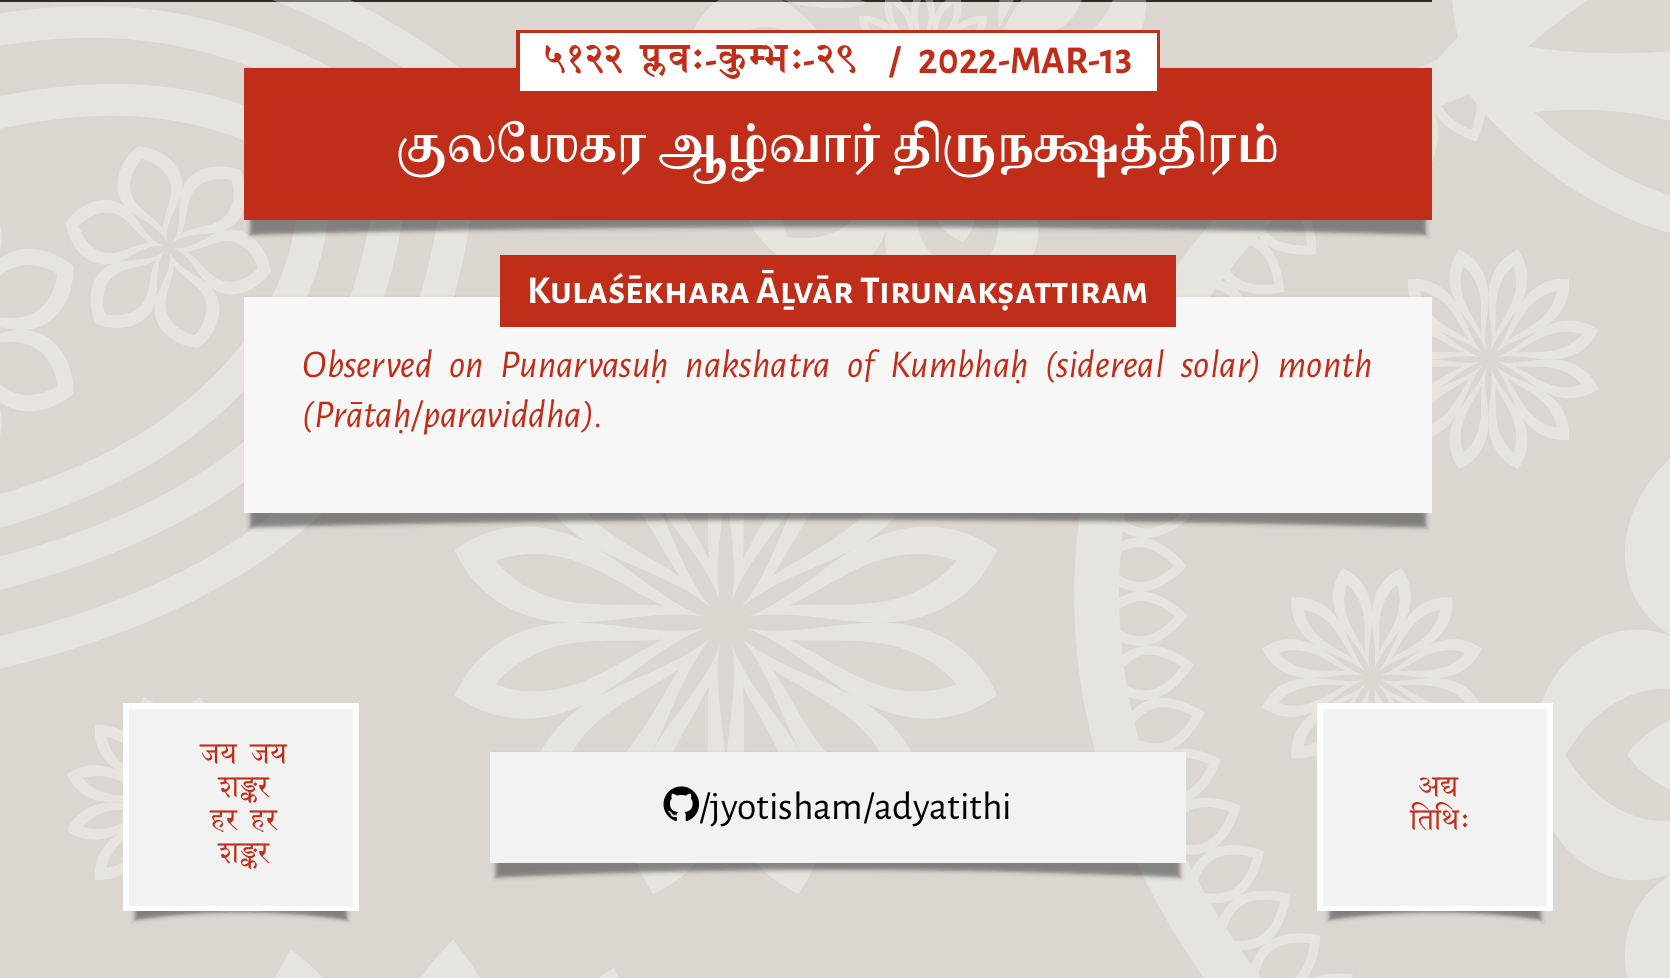 ५१२२ प्लवः-कुम्भः-२९ / 2022-MAR-13
குலஶேகர ஆழ்வார் திருநக்ஷத்திரம்
Kulaśēkhara Āḻvār Tirunakṣattiram
Observed on Punarvasuḥ nakshatra of Kumbhaḥ (sidereal solar) month
(Prātaḥ/paraviddha).
जय जय
शङ्कर
हर हर
शङ्कर
/jyotisham/adyatithi
अद्य
तिथिः